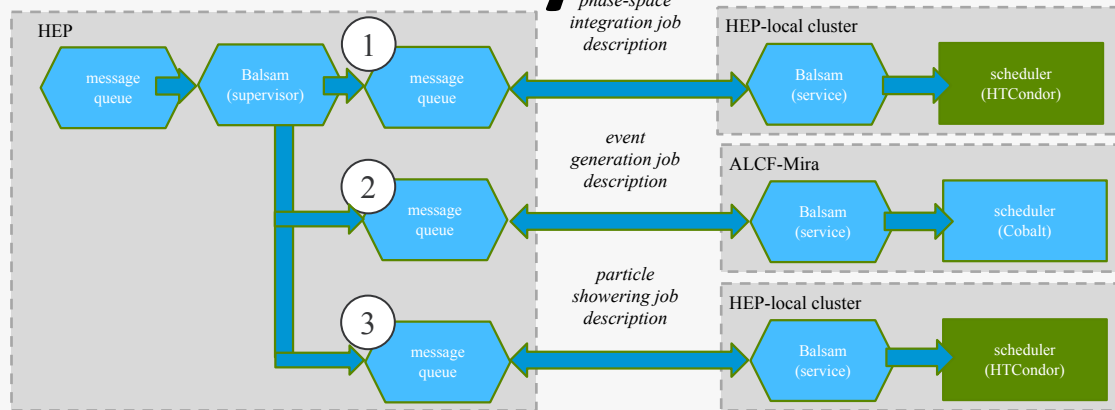 HEP
message
queue
Balsam
(supervisor)
1
message
queue
phase-space
integration job
description
HEP-local cluster
Balsam
(service)
scheduler
(HTCondor)
2
message
queue
event
generation job
description
ALCF-Mira
Balsam
(service)
scheduler
(Cobalt)
3
message
queue
particle
showering job
description
HEP-local cluster
Balsam
(service)
scheduler
(HTCondor)